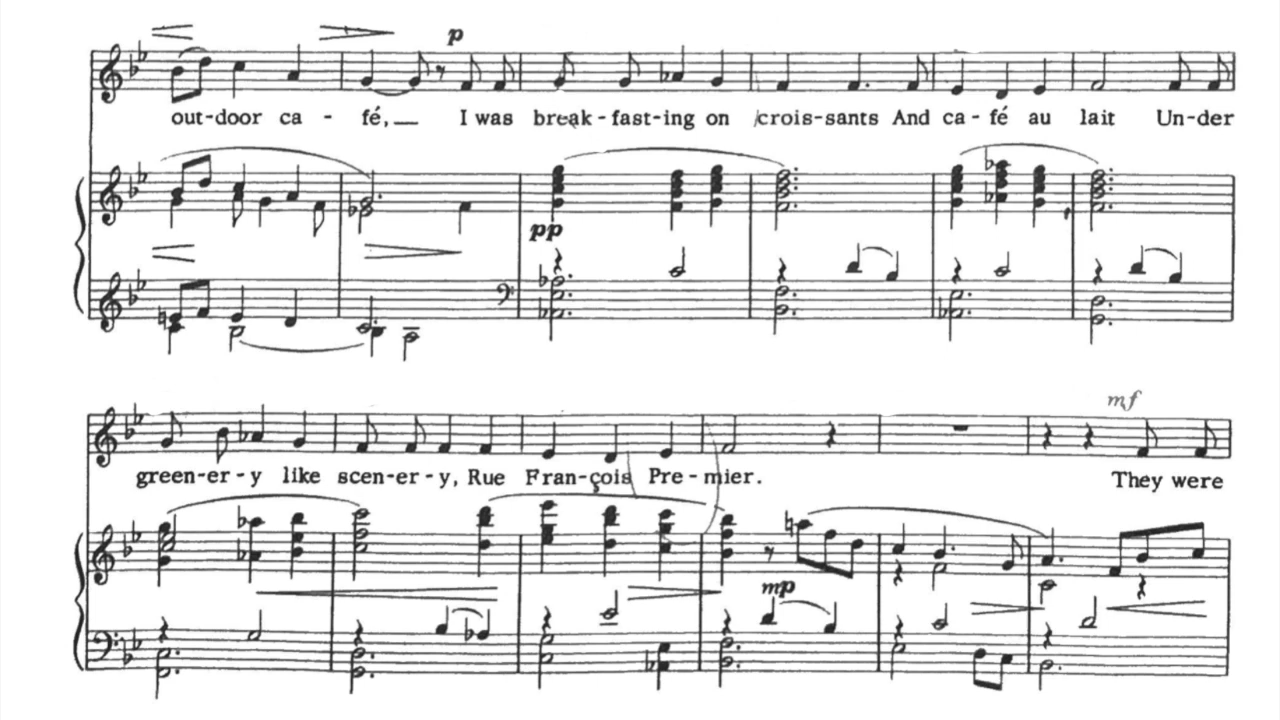 p
out-door ca - fé, I was break-fast-ing on crois-sants And ca-fé au lait Un-der
pp
mf
green-er-y like scen-er-y, Rue Fran-çois Pre-mier. They were
mp